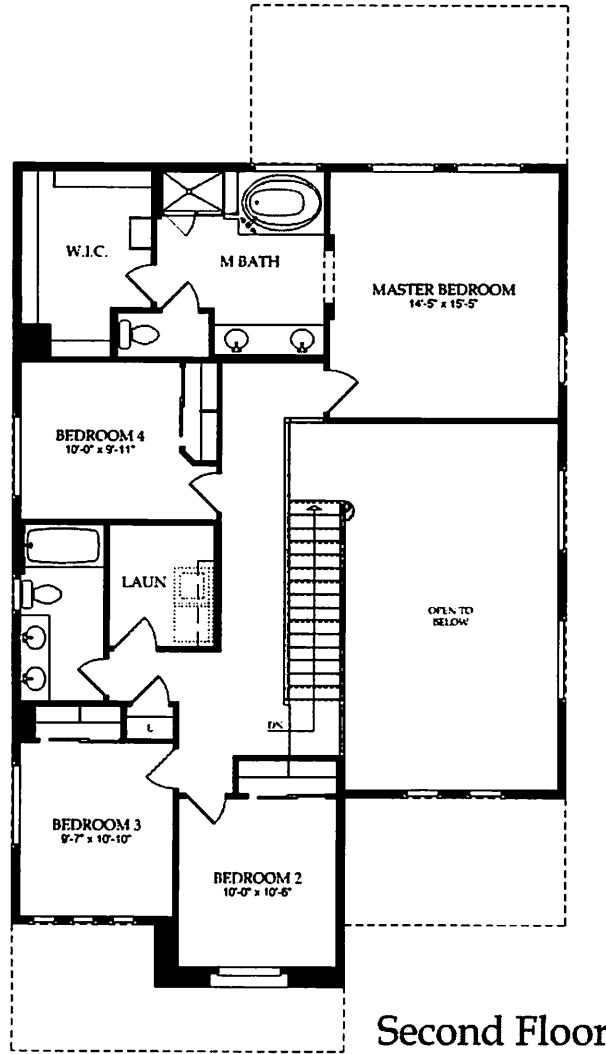 W.I.C.
M BATH
MASTER BEDROOM
14'-5" x 15'-5"
BEDROOM 4
10'-0" x 9'-11"
LAUN
OPEN TO
BELOW
L
DN
BEDROOM 3
9'-7" x 10'-10"
BEDROOM 2
10'-0" x 10'-6"
Second Floor